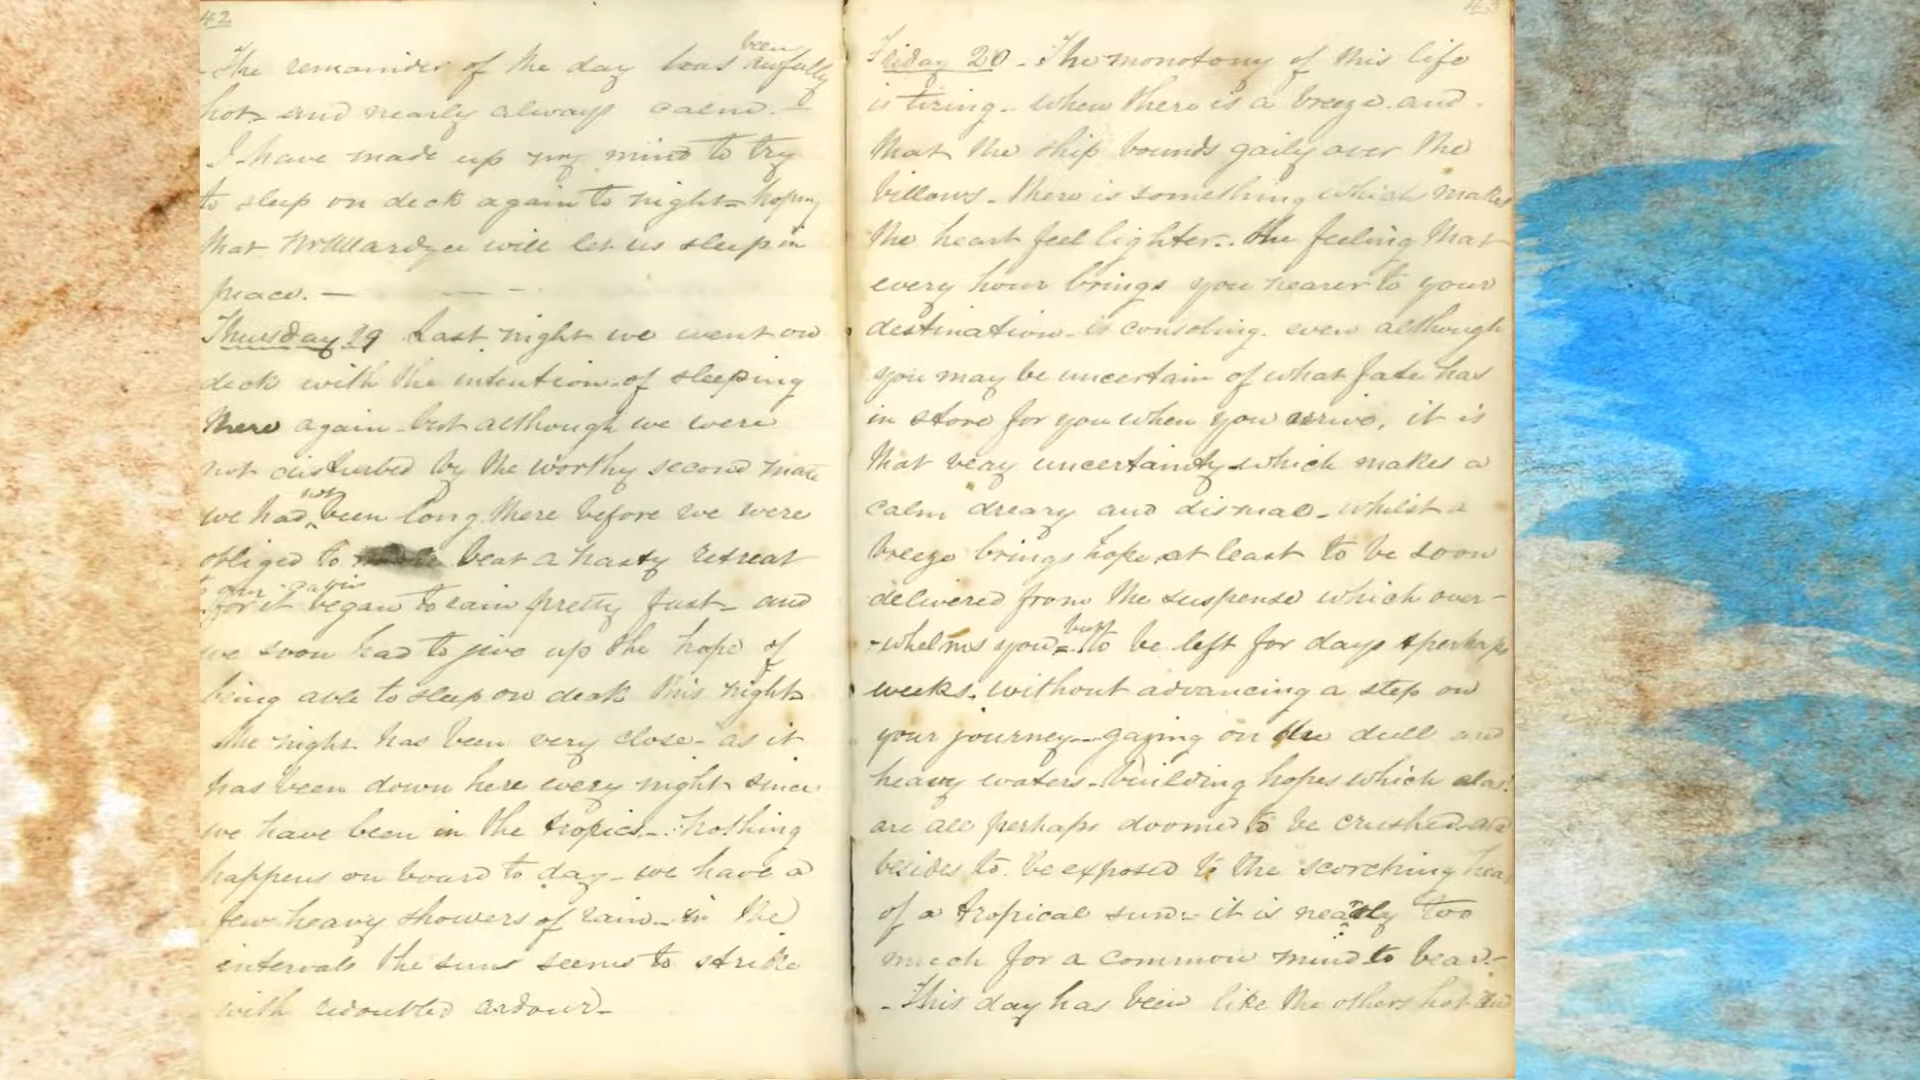 42
- The remainder of the day has been awfully
hot - and nearly always calm. -
I have made up my mind to try
to sleep on deck again to night - hoping
that will let us sleep in
peace. -
Thursday 19 Last night we went on
deck with the intention of sleeping
there again - but although we were
not disturbed by the worthy second mate
we had not been long there before we were
obliged to beat a hasty retreat
our cabin
for it began to rain pretty fast - and
we soon had to give up the hope of
being able to sleep on deck this night -
The night has been very close - as it
has been down here every night since
we have been in the tropics - Nothing
happens on board to day - we have a
few heavy showers of rain - in the
intervals the sun seems to strike
with redoubled ardour -
43
Friday 20 - The monotony of this life
is tiring - when there is a breeze and
that the ship bounds gaily over the
billows - there is something which makes
the heart feel lighter - the feeling that
every hour brings you nearer to your
destination - is consoling. even although
you may be uncertain of what fate has
in store for you when you arrive, it is
that very uncertainty which makes a
calm dreary and dismal - whilst a
breeze brings hope at least to be soon
delivered from the suspense which over-
-whelms you - but to be left for days & perhaps
weeks. without advancing a step on
your journey - gazing on the dull and
heavy waters - building hopes which alas!
are all perhaps doomed to be crushed and
besides to be exposed to the scorching heat
of a tropical sun - it is nearly too
much for a common mind to bear. -
- This day has been like the others hot and